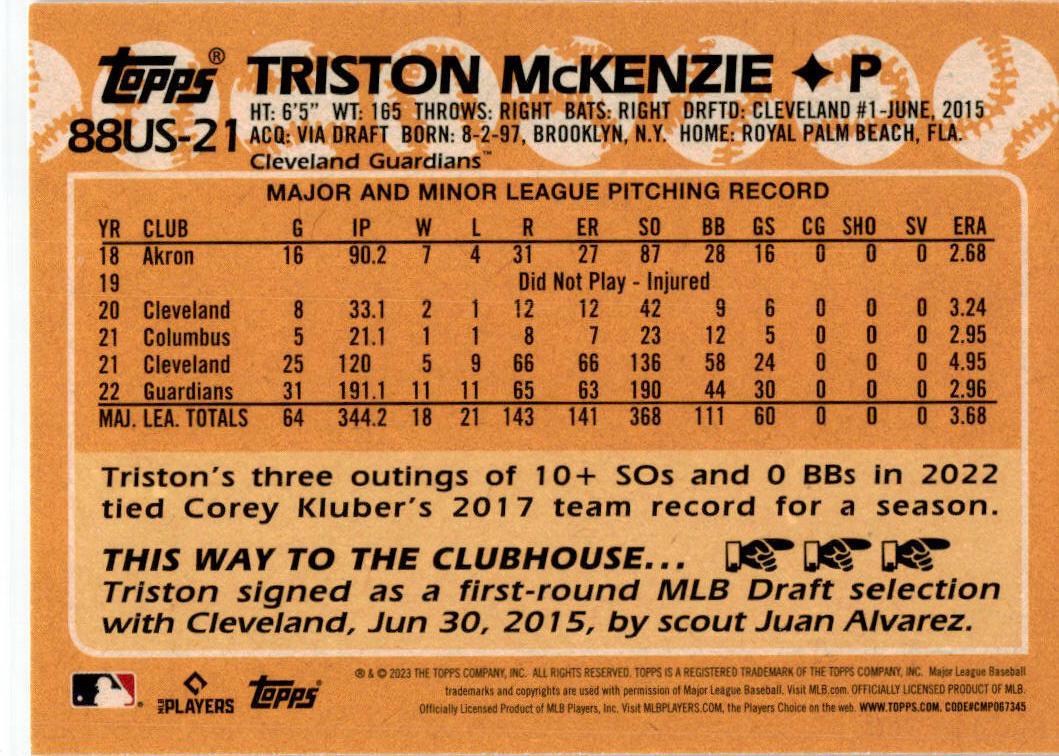 Topps® TRISTON McKENZIE ✦ P
88US-21
HT: 6'5" WT: 165 THROWS: RIGHT BATS: RIGHT DRFTD: CLEVELAND #1-JUNE, 2015
ACQ: VIA DRAFT BORN: 8-2-97, BROOKLYN, N.Y. HOME: ROYAL PALM BEACH, FLA.
Cleveland Guardians™
MAJOR AND MINOR LEAGUE PITCHING RECORD
YR CLUB G IP W L R ER SO BB GS CG SHO SV ERA
18 Akron 16 90.2 7 4 31 27 87 28 16 0 0 0 2.68
19 Did Not Play - Injured
20 Cleveland 8 33.1 2 1 12 12 42 9 6 0 0 0 3.24
21 Columbus 5 21.1 1 1 8 7 23 12 5 0 0 0 2.95
21 Cleveland 25 120 5 9 66 66 136 58 24 0 0 0 4.95
22 Guardians 31 191.1 11 11 65 63 190 44 30 0 0 0 2.96
MAJ. LEA. TOTALS 64 344.2 18 21 143 141 368 111 60 0 0 0 3.68
Triston's three outings of 10+ SOs and 0 BBs in 2022
tied Corey Kluber's 2017 team record for a season.
THIS WAY TO THE CLUBHOUSE...
Triston signed as a first-round MLB Draft selection
with Cleveland, Jun 30, 2015, by scout Juan Alvarez.
MLB PLAYERS Topps®
® & © 2023 THE TOPPS COMPANY, INC. ALL RIGHTS RESERVED. TOPPS IS A REGISTERED TRADEMARK OF THE TOPPS COMPANY, INC. Major League Baseball
trademarks and copyrights are used with permission of Major League Baseball. Visit MLB.com. OFFICIALLY LICENSED PRODUCT OF MLB.
Officially Licensed Product of MLB Players, Inc. Visit MLBPLAYERS.COM, the Players Choice on the web. WWW.TOPPS.COM. CODE#CMP067345